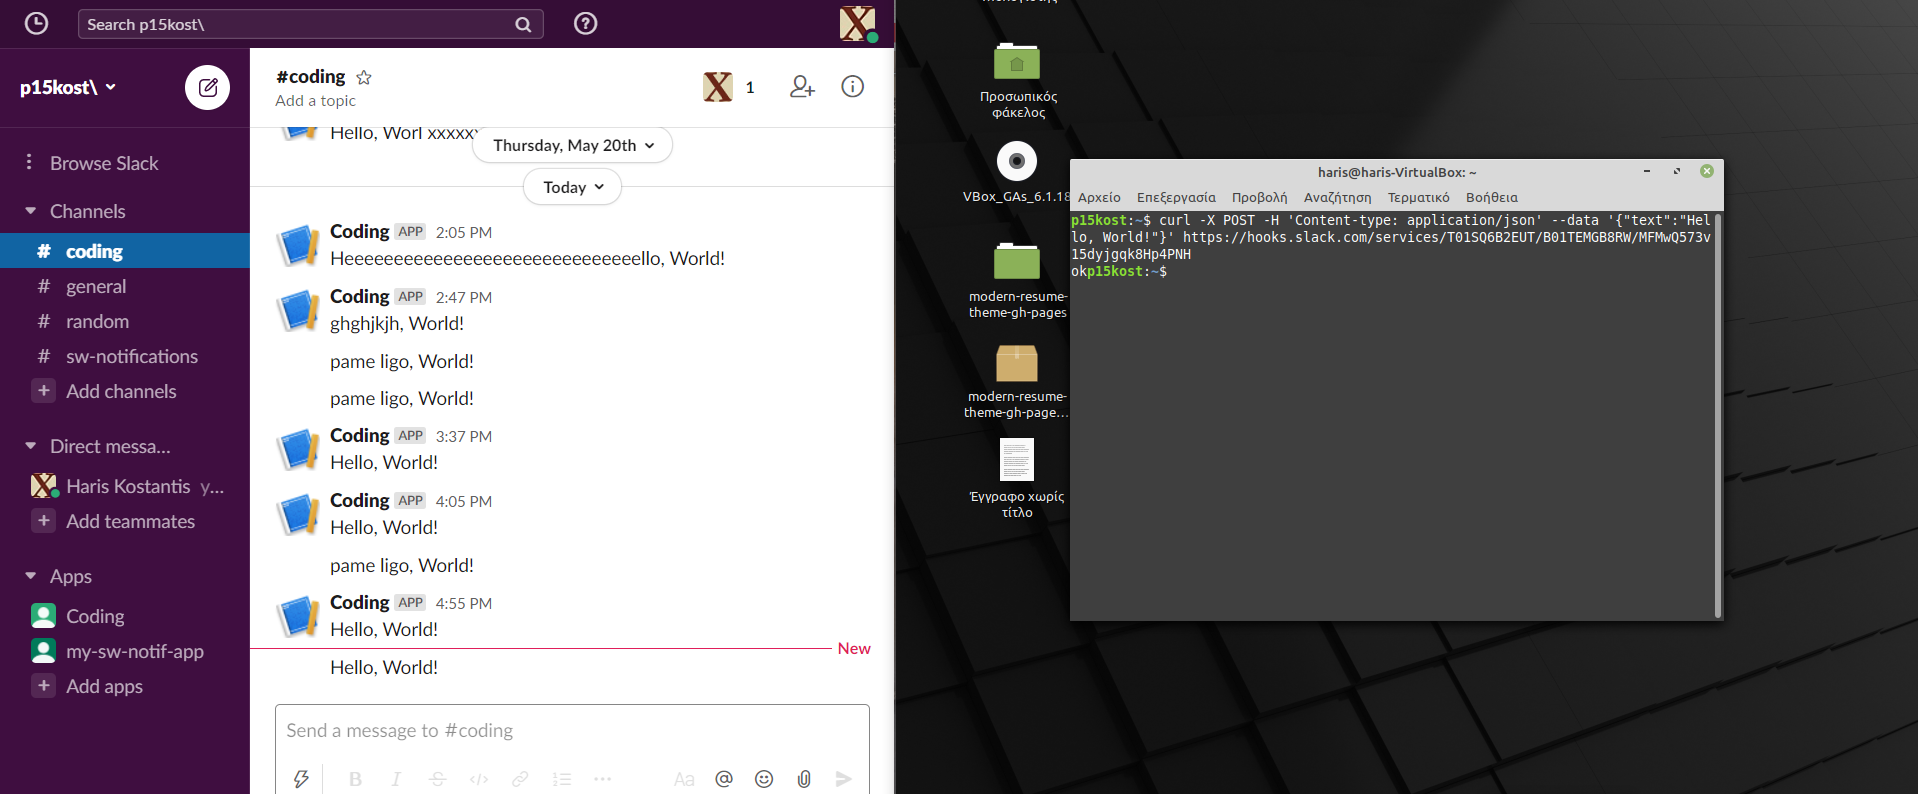 Search p15kost\
p15kost\
Browse Slack
Channels
# coding
# general
# random
# sw-notifications
+ Add channels
Direct messa...
Haris Kostantis y...
+ Add teammates
Apps
Coding
my-sw-notif-app
+ Add apps
#coding
Add a topic
1
Hello, Worl xxxxxx
Thursday, May 20th
Today
Coding APP 2:05 PM
Heeeeeeeeeeeeeeeeeeeeeeeeeeeeeello, World!
Coding APP 2:47 PM
ghghjkjh, World!
pame ligo, World!
pame ligo, World!
Coding APP 3:37 PM
Hello, World!
Coding APP 4:05 PM
Hello, World!
pame ligo, World!
Coding APP 4:55 PM
Hello, World!
New
Hello, World!
Send a message to #coding
B I S </> Aa @
Προσωπικός
φάκελος
VBox_GAs_6.1.18
modern-resume-
theme-gh-pages
modern-resume-
theme-gh-page...
Έγγραφο χωρίς
τίτλο
haris@haris-VirtualBox: ~
Αρχείο Επεξεργασία Προβολή Αναζήτηση Τερματικό Βοήθεια
p15kost:~$ curl -X POST -H 'Content-type: application/json' --data '{"text":"Hel
lo, World!"}' https://hooks.slack.com/services/T01SQ6B2EUT/B01TEMGB8RW/MFMwQ573v
15dyjgqk8Hp4PNH
okp15kost:~$